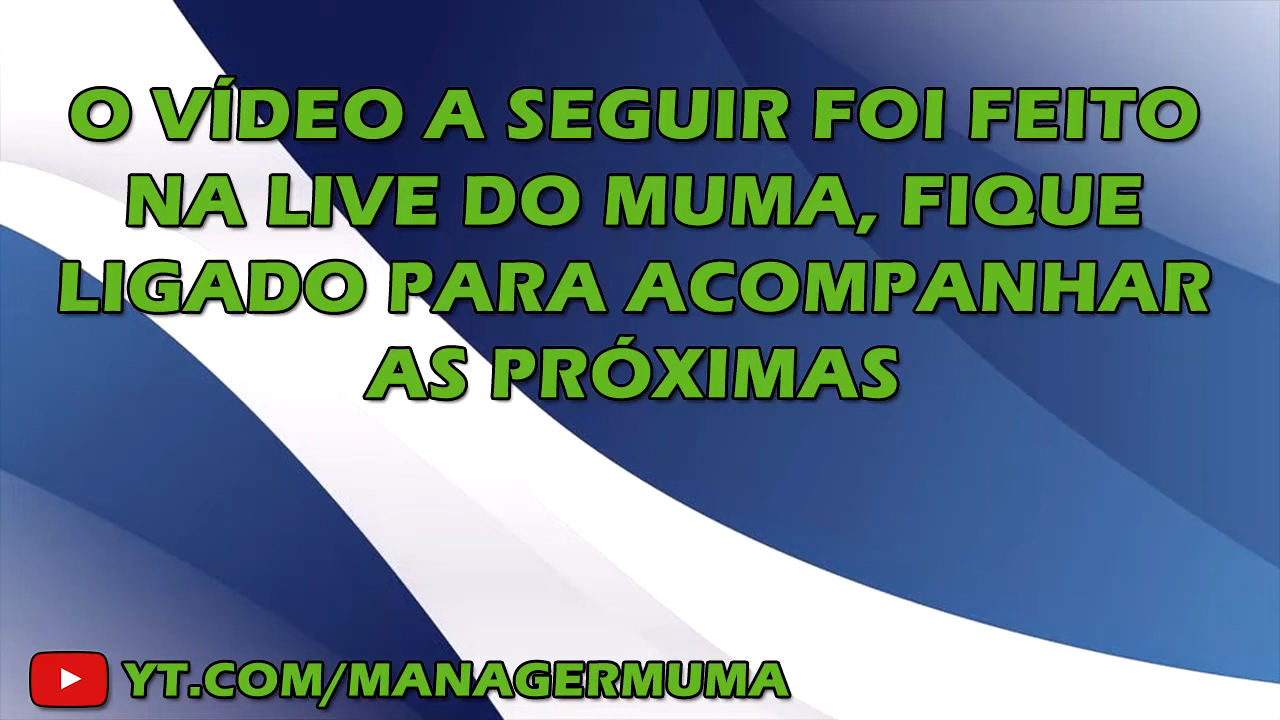 O VÍDEO A SEGUIR FOI FEITO
NA LIVE DO MUMA, FIQUE
LIGADO PARA ACOMPANHAR
AS PRÓXIMAS
YT.COM/MANAGERMUMA